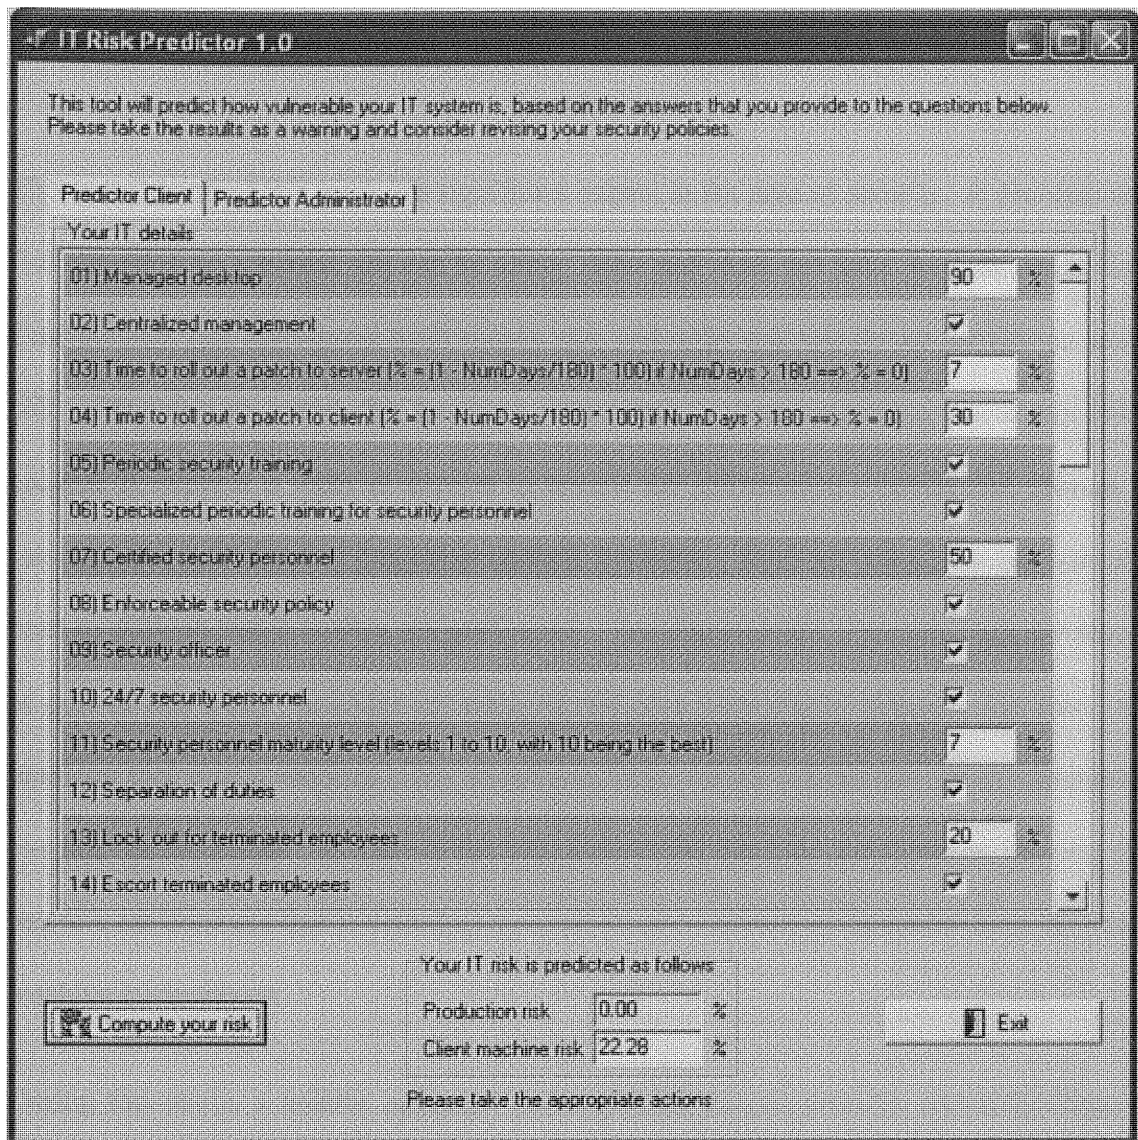 IT Risk Predictor 1.0
This tool will predict how vulnerable your IT system is, based on the answers that you provide to the questions below.
Please take the results as a warning and consider revising your security policies.
Predictor Client
Predictor Administrator
Your IT details
01) Managed desktop 90 %
02) Centralized management
03) Time to roll out a patch to server [% = (1 - NumDays/180) * 100] if NumDays > 180 ==> % = 0] 7 %
04) Time to roll out a patch to client [% = (1 - NumDays/180) * 100] if NumDays > 180 ==> % = 0] 30 %
05) Periodic security training
06) Specialized periodic training for security personnel
07) Certified security personnel 50 %
08) Enforceable security policy
09) Security officer
10) 24/7 security personnel
11) Security personnel maturity level (levels 1 to 10, with 10 being the best) 7 %
12) Separation of duties
13) Lock out for terminated employees 20 %
14) Escort terminated employees
Your IT risk is predicted as follows
Production risk 0.00 %
Compute your risk
Exit
Client machine risk 22.28 %
Please take the appropriate actions